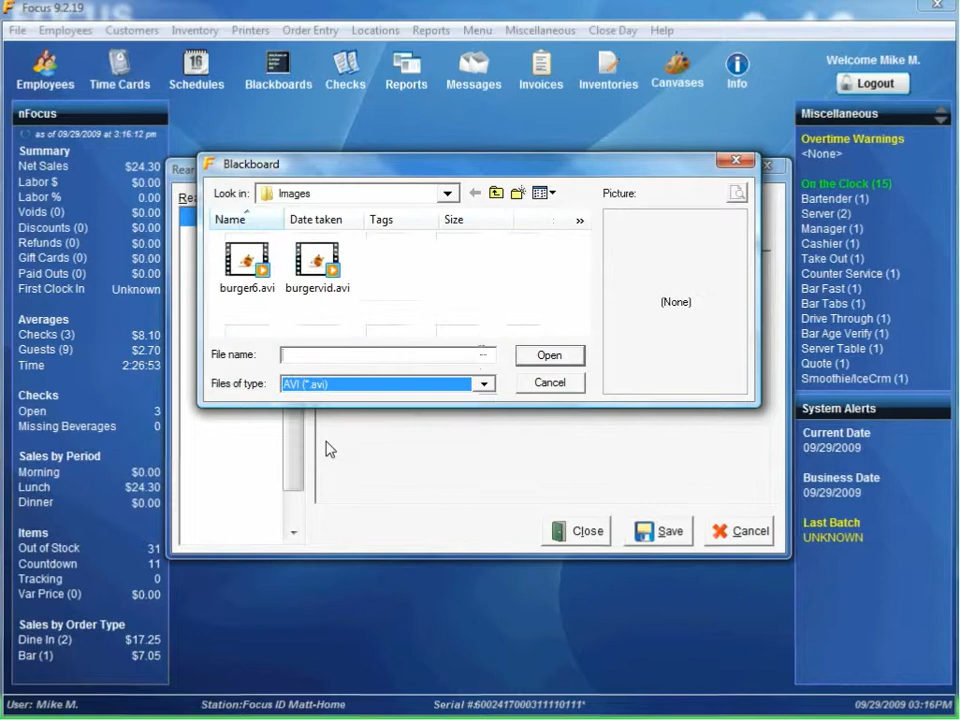 Focus 9.2.19
File Employees Customers Inventory Printers Order Entry Locations Reports Menu Miscellaneous Close Day Help
16
Employees Time Cards Schedules Blackboards Checks Reports Messages Invoices Inventories Canvases Info
Welcome Mike M.
Logout
nFocus
as of 09/29/2009 at 3:16:12 pm
Summary
Net Sales $24.30
Labor $ $0.00
Labor % 0.00
Voids (0) $0.00
Discounts (0) $0.00
Refunds (0) $0.00
Gift Cards (0) $0.00
Paid Outs (0) $0.00
First Clock In Unknown
Averages
Checks (3) $8.10
Guests (9) $2.70
Time 2:26:53
Checks
Open 3
Missing Beverages 0
Sales by Period
Morning $0.00
Lunch $24.30
Dinner $0.00
Items
Out of Stock 31
Countdown 11
Tracking 0
Var Price (0) $0.00
Sales by Order Type
Dine In (2) $17.25
Bar (1) $7.05
Blackboard
Look in: Images
Picture:
Name Date taken Tags Size »
burger6.avi burgervid.avi
(None)
File name: Open
Files of type: AVI (*.avi) Cancel
Close Save Cancel
Miscellaneous
Overtime Warnings
<None>
On the Clock (15)
Bartender (1)
Server (2)
Manager (1)
Cashier (1)
Take Out (1)
Counter Service (1)
Bar Fast (1)
Bar Tabs (1)
Drive Through (1)
Bar Age Verify (1)
Server Table (1)
Quote (1)
Smoothie/IceCrm (1)
System Alerts
Current Date
09/29/2009
Business Date
09/29/2009
Last Batch
UNKNOWN
User: Mike M. Station:Focus ID Matt-Home Serial #:6002417000311110111* 09/29/2009 03:16PM